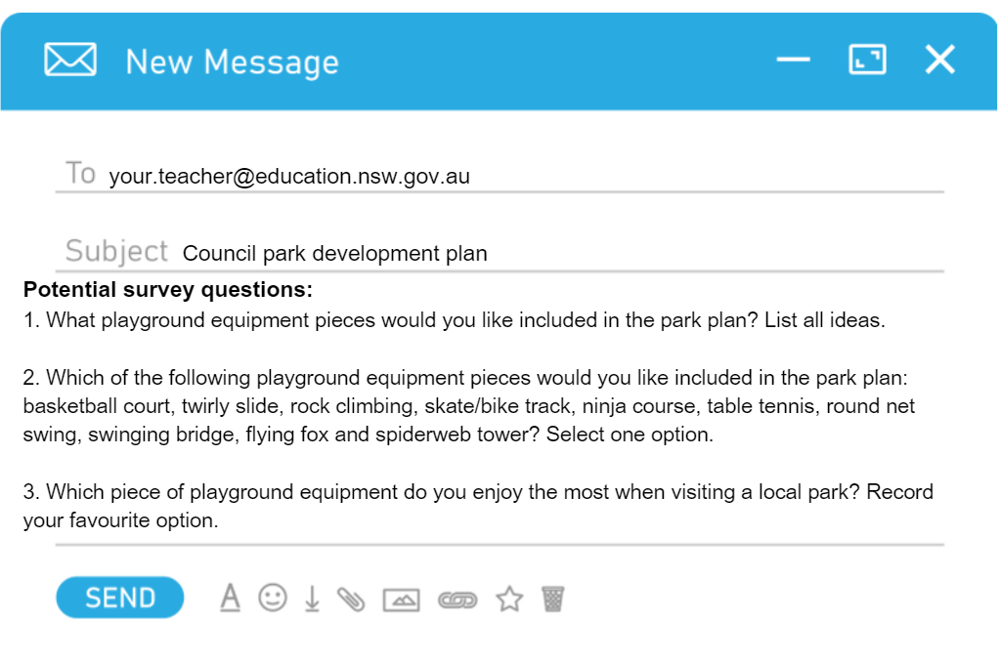 New Message
To your.teacher@education.nsw.gov.au
Subject Council park development plan
Potential survey questions:
1. What playground equipment pieces would you like included in the park plan? List all ideas.
2. Which of the following playground equipment pieces would you like included in the park plan:
basketball court, twirly slide, rock climbing, skate/bike track, ninja course, table tennis, round net
swing, swinging bridge, flying fox and spiderweb tower? Select one option.
3. Which piece of playground equipment do you enjoy the most when visiting a local park? Record
your favourite option.
SEND A